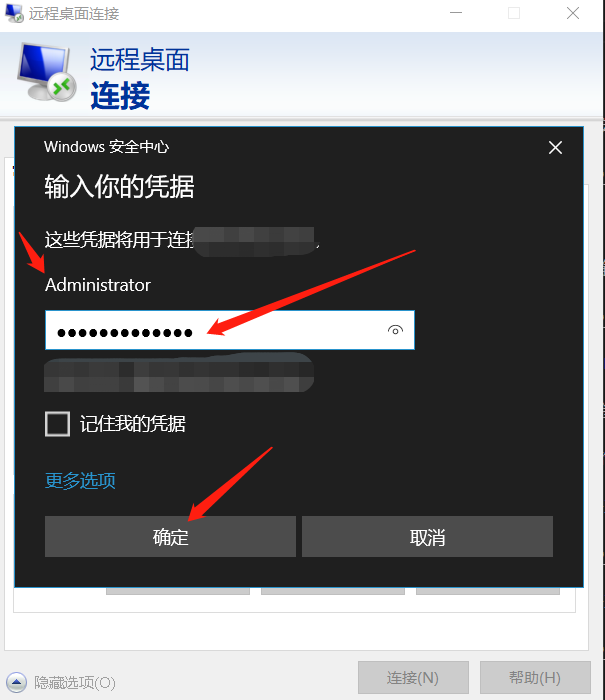 远程桌面连接
远程桌面
连接
Windows 安全中心
输入你的凭据
这些凭据将用于连接
Administrator
记住我的凭据
更多选项
确定
取消
隐藏选项(O)
连接(N)
帮助(H)